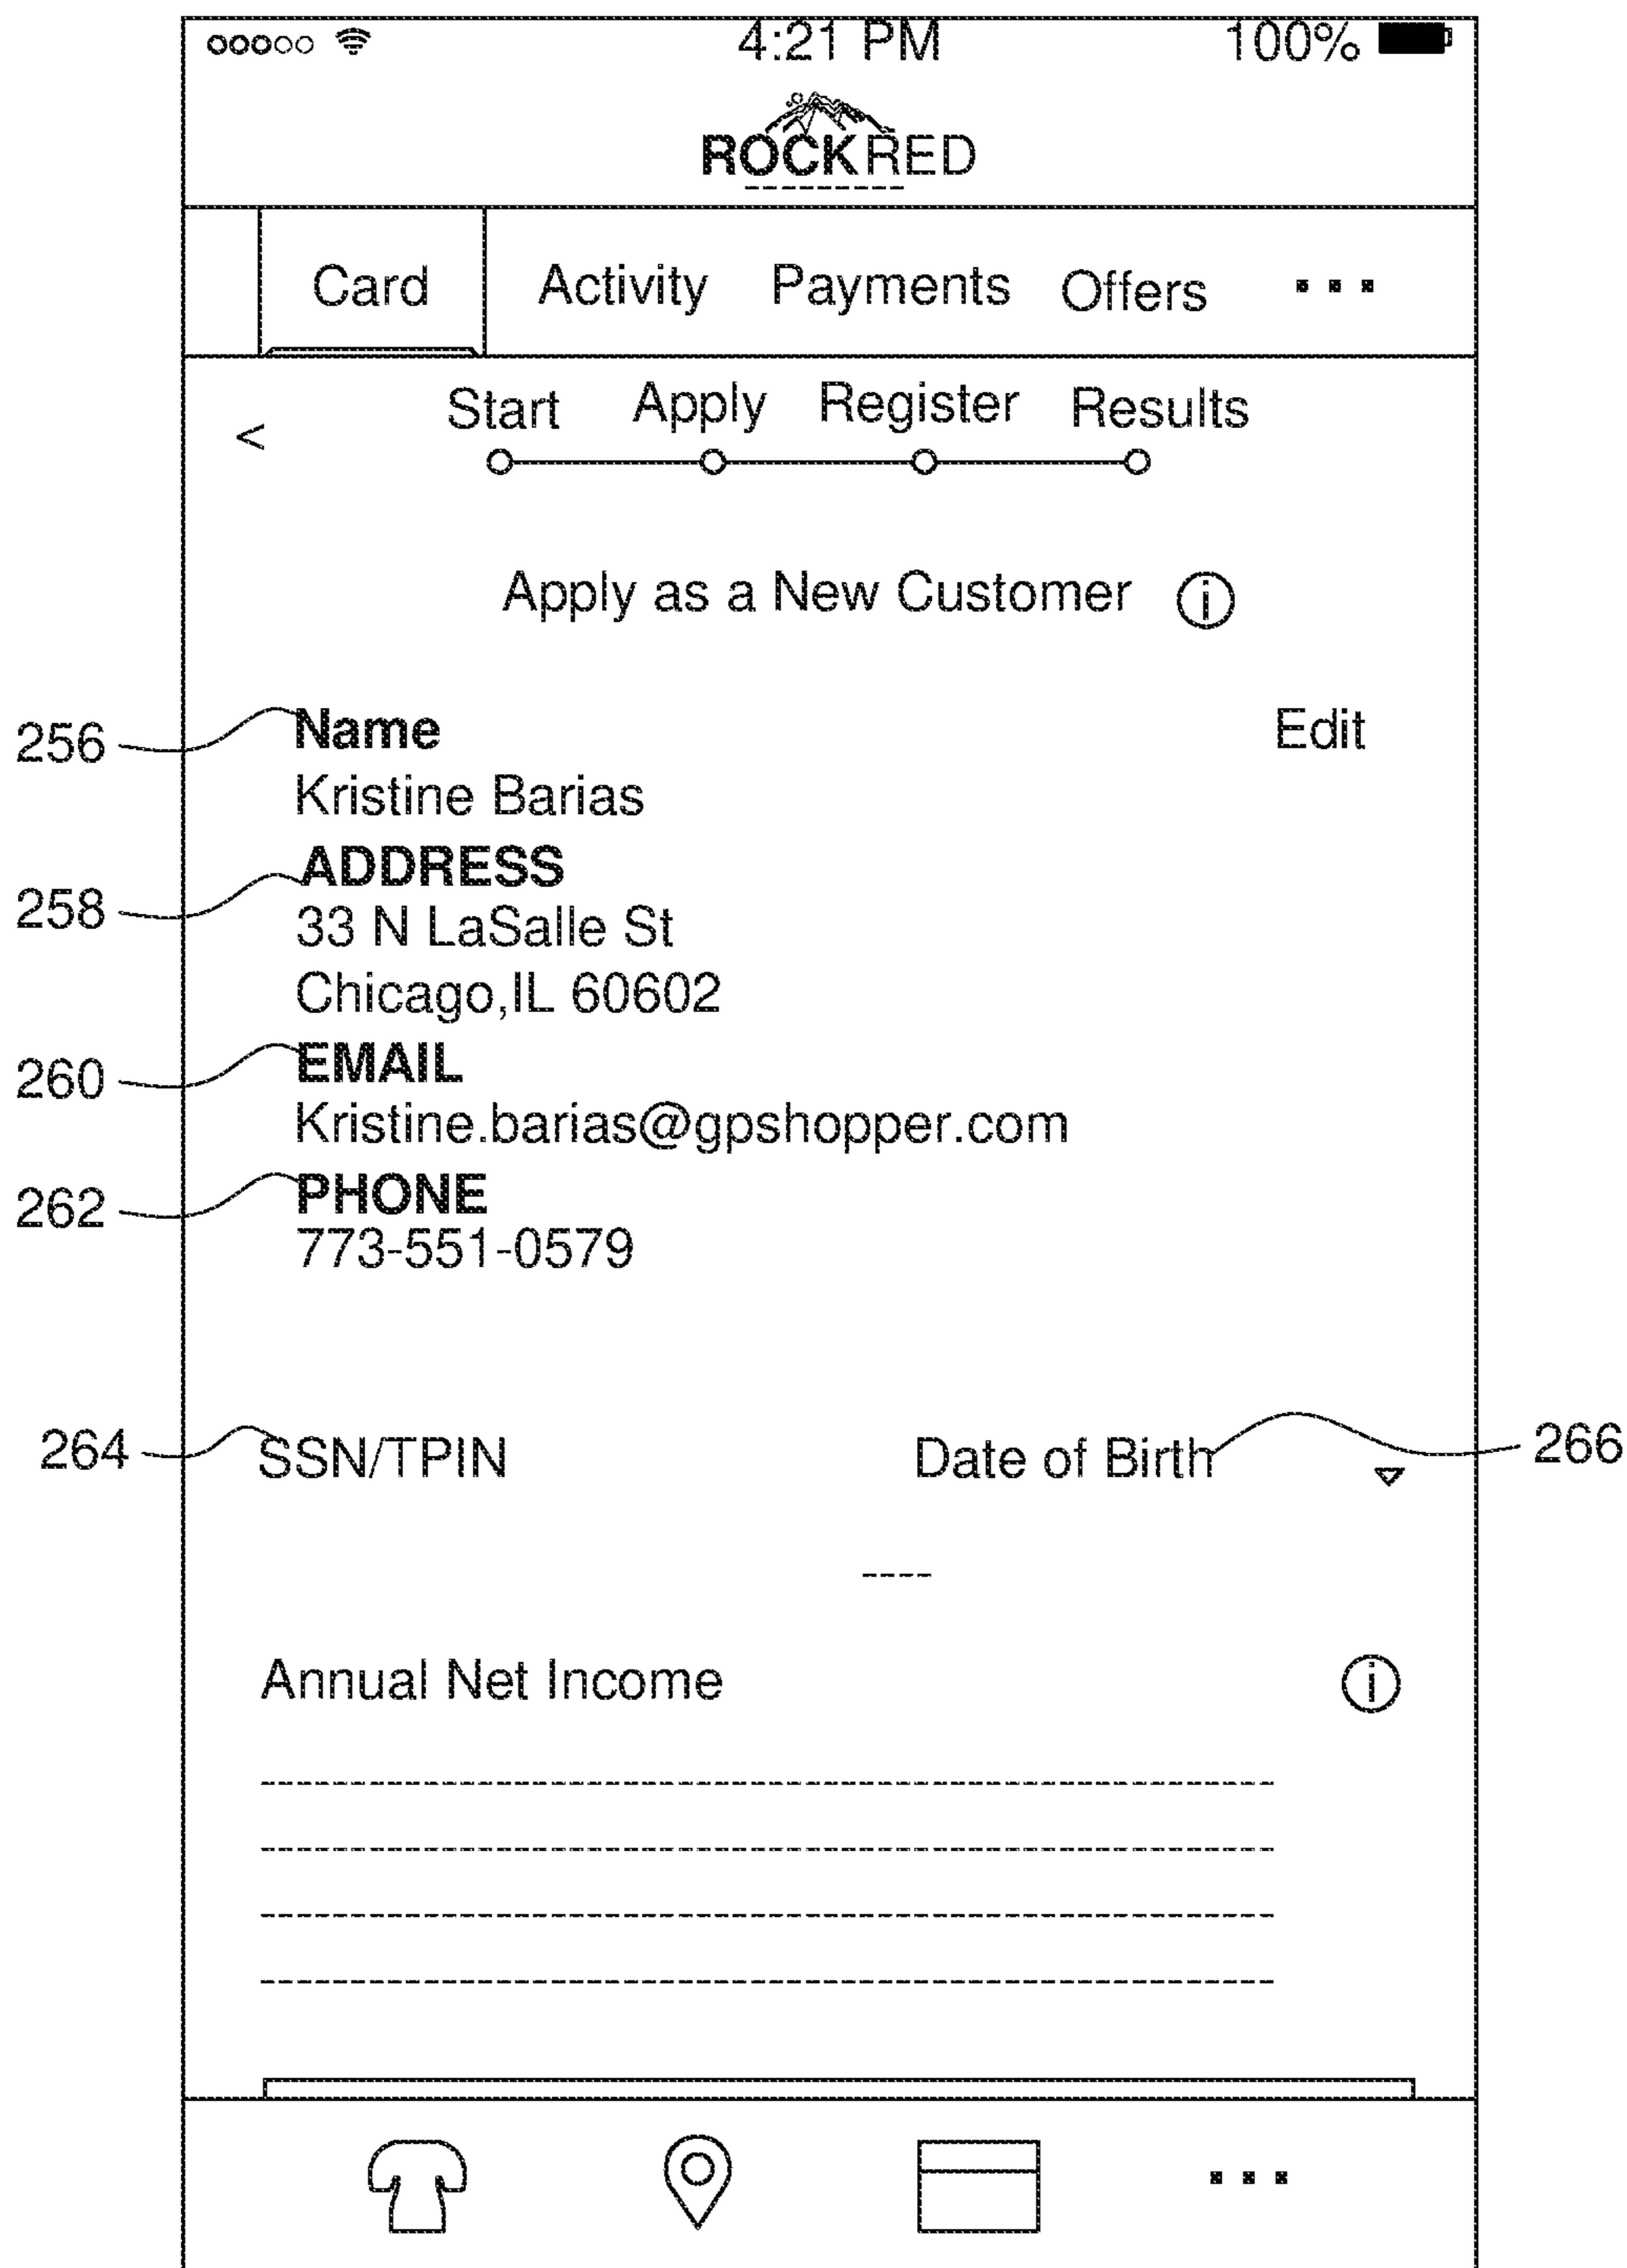 4:21 PM 100%
ROCKRED
Card Activity Payments Offers ...
< Start Apply Register Results
Apply as a New Customer i
256 Name Edit
Kristine Barias
258 ADDRESS
33 N LaSalle St
Chicago,IL 60602
260 EMAIL
Kristine.barias@gpshopper.com
262 PHONE
773-551-0579
264 SSN/TPIN Date of Birth 266
Annual Net Income i
...